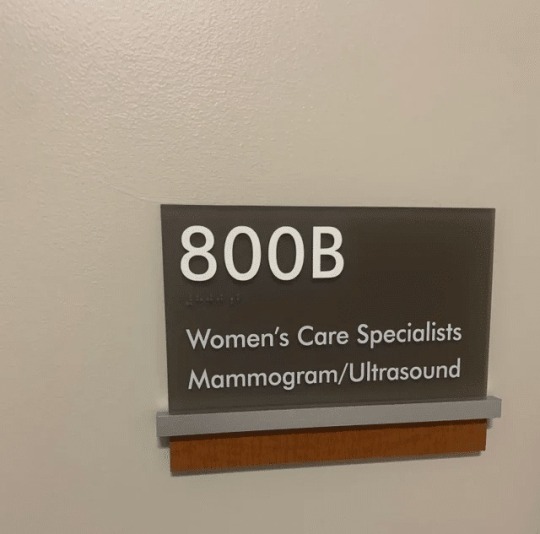 800B
Women's Care Specialists
Mammogram/Ultrasound